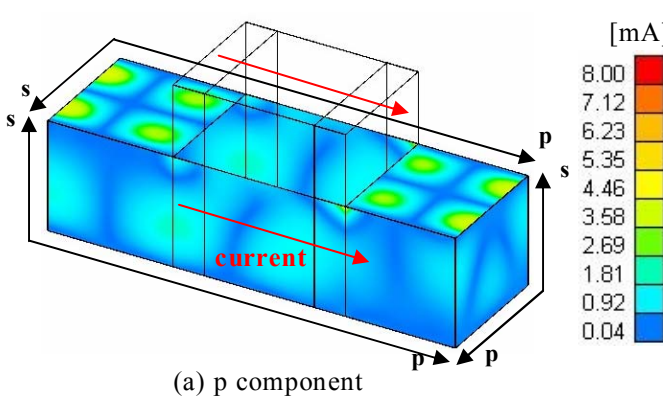 [mA]
8.00
7.12
6.23
5.35
4.46
3.58
2.69
1.81
0.92
0.04
s
s
p
s
current
p
p
(a) p component